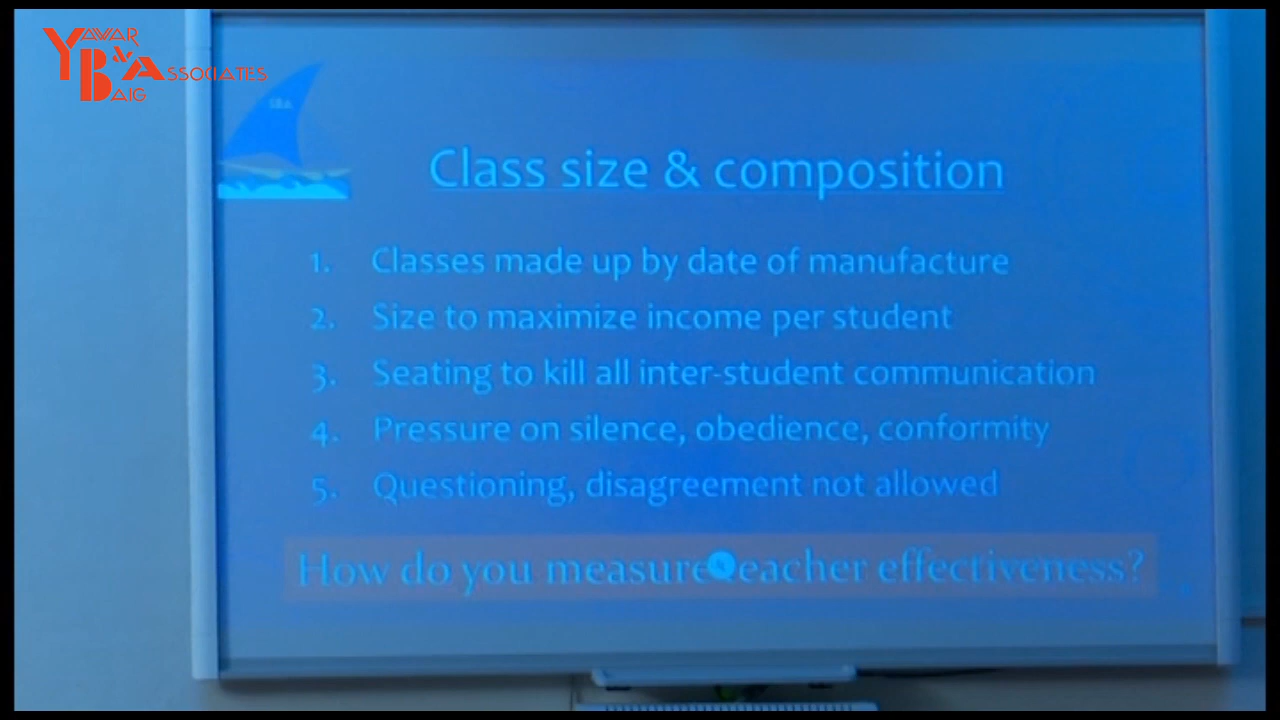 YAWAR
BAIG & ASSOCIATES
SBA
Class size & composition
1. Classes made up by date of manufacture
2. Size to maximize income per student
3. Seating to kill all inter-student communication
4. Pressure on silence, obedience, conformity
5. Questioning, disagreement not allowed
How do you measure eacher effectiveness?